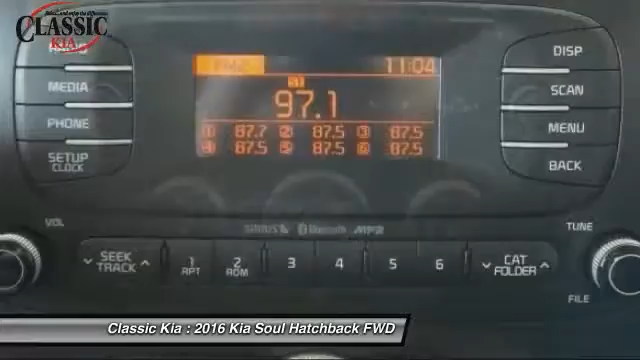 CLASSIC
KIA
MEDIA
PHONE
SETUP
CLOCK
FM2 11:04
97.1
1 87.7 2 87.5 3 87.5
4 87.5 5 87.5 6 87.5
DISP
SCAN
MENU
BACK
VOL
SIRIUS Bluetooth MP3
TUNE
SEEK
TRACK
1 RPT
2 RDM
3
4
5
6
CAT
FOLDER
FILE
Classic Kia : 2016 Kia Soul Hatchback FWD